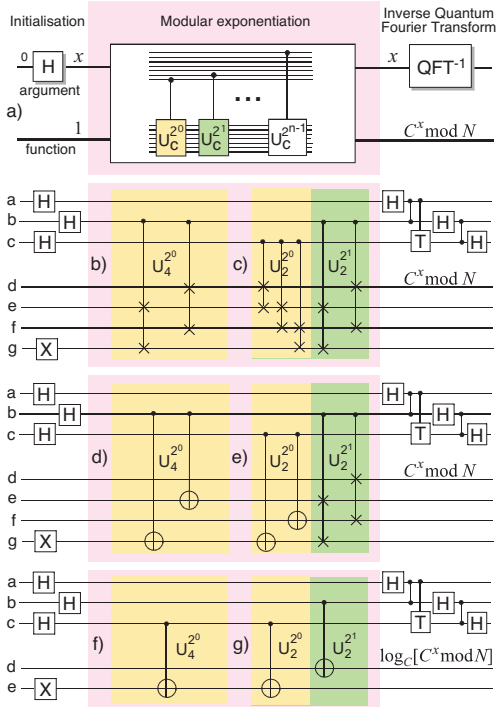 Initialisation Modular exponentiation Inverse Quantum Fourier Transform
0 H x x QFT⁻¹
argument
a)
...
1 U_C^{2^0} U_C^{2^1} U_C^{2^{n-1}} C^x mod N
function
a H H
b H H
c H T H
b) U_4^{2^0} c) U_2^{2^0} U_2^{2^1}
d C^x mod N
e
f
g X
a H H
b H H
c H T H
d) U_4^{2^0} e) U_2^{2^0} U_2^{2^1}
d C^x mod N
e
f
g X
a H H
b H H
c H T H
f) U_4^{2^0} g) U_2^{2^0} U_2^{2^1}
d log_C[C^x mod N]
e X